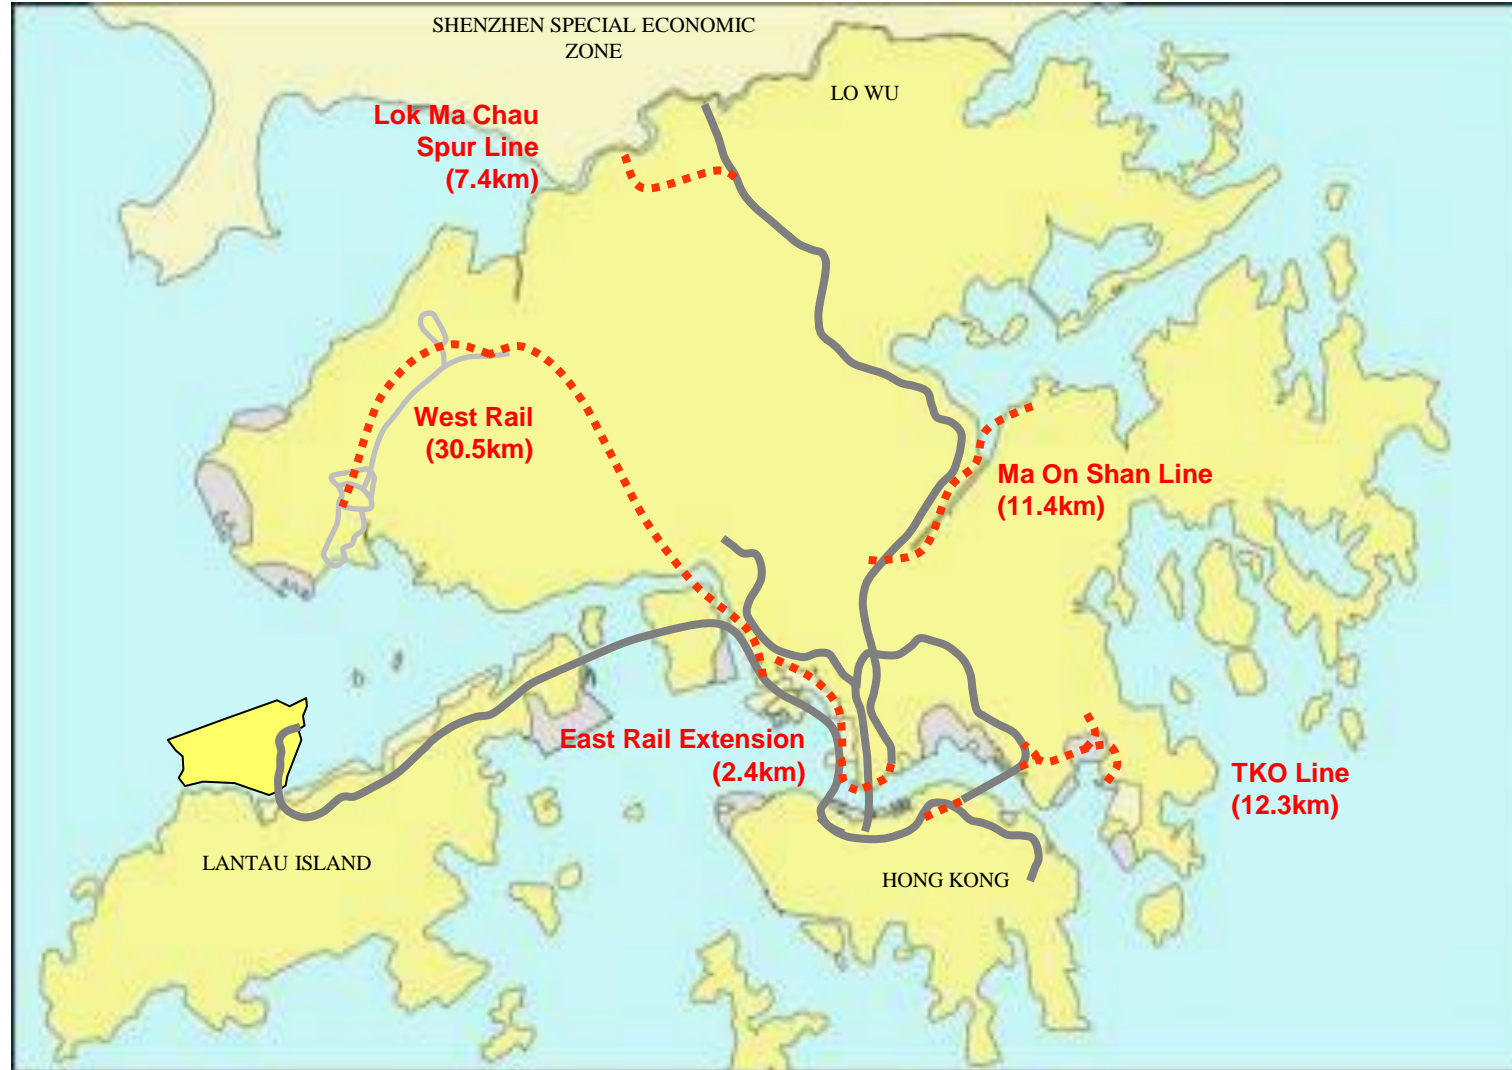 SHENZHEN SPECIAL ECONOMIC
ZONE
LO WU
Lok Ma Chau
Spur Line
(7.4km)
West Rail
(30.5km)
Ma On Shan Line
(11.4km)
East Rail Extension
(2.4km)
TKO Line
(12.3km)
LANTAU ISLAND
HONG KONG